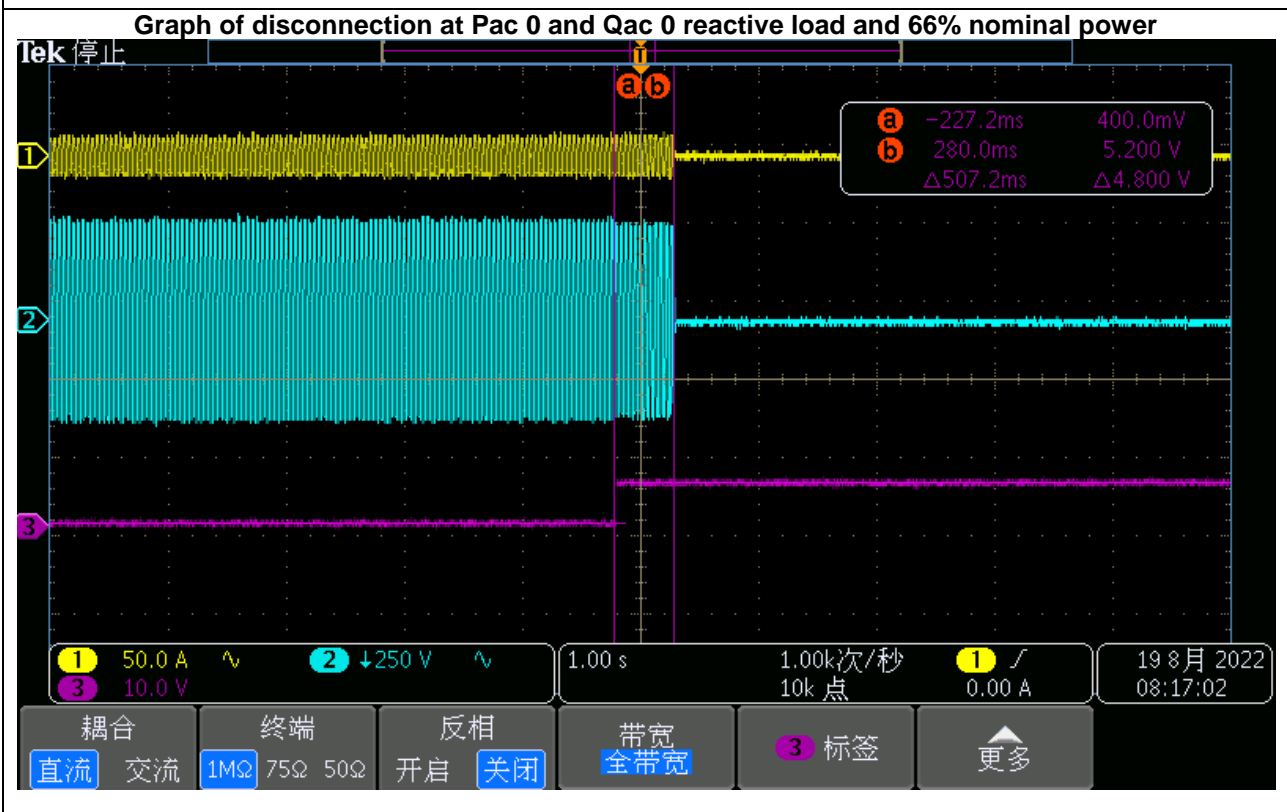 Graph of disconnection at Pac 0 and Qac 0 reactive load and 66% nominal power
Tek 停止
T
a b
a -227.2ms 400.0mV
b 280.0ms 5.200 V
△507.2ms △4.800 V
1
2
3
1 50.0 A 2 ↓250 V 1.00 s 1.00k次/秒 1 19 8月 2022
3 10.0 V 10k 点 0.00 A 08:17:02
耦合 终端 反相 带宽 3 标签 更多
直流 交流 1MΩ 75Ω 50Ω 开启 关闭 全带宽